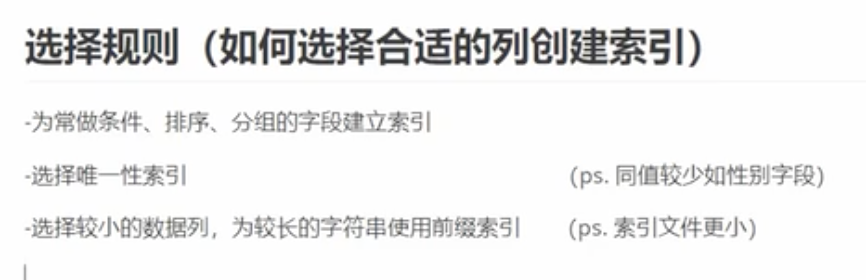 选择规则（如何选择合适的列创建索引）
-为常做条件、排序、分组的字段建立索引
-选择唯一性索引 (ps. 同值较少如性别字段)
-选择较小的数据列，为较长的字符串使用前缀索引 (ps. 索引文件更小)